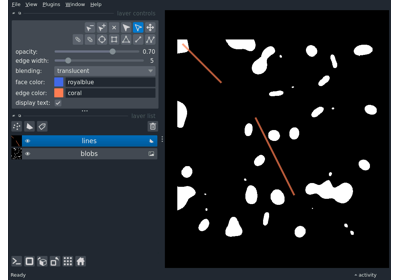 File View Plugins Window Help
layer controls
opacity: 0.70
edge width: 5
blending: translucent
face color: royalblue
edge color: coral
display text:
layer list
lines
blobs
Ready
activity